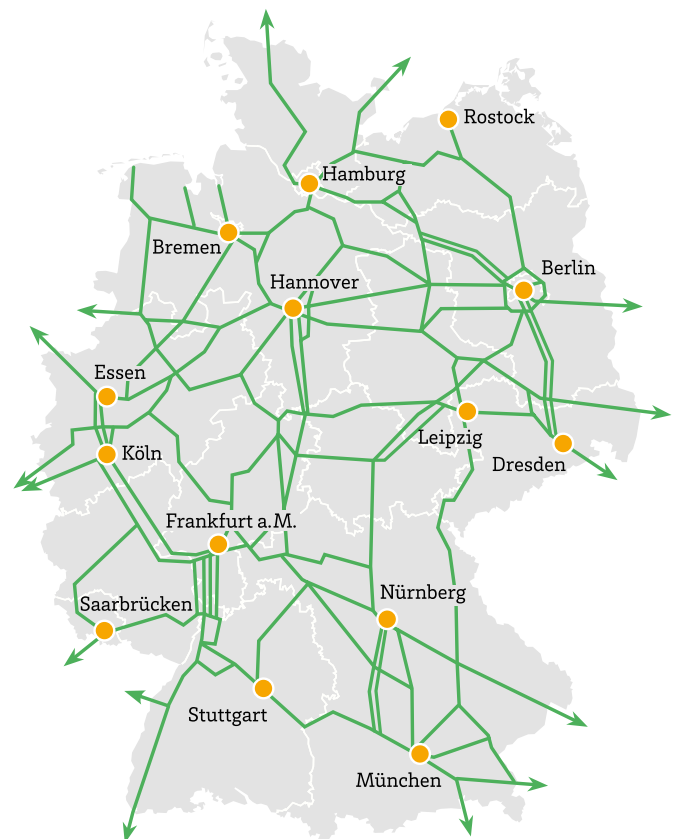 Rostock
Hamburg
Bremen
Berlin
Hannover
Essen
Leipzig
Köln
Dresden
Frankfurt a.M.
Nürnberg
Saarbrücken
Stuttgart
München